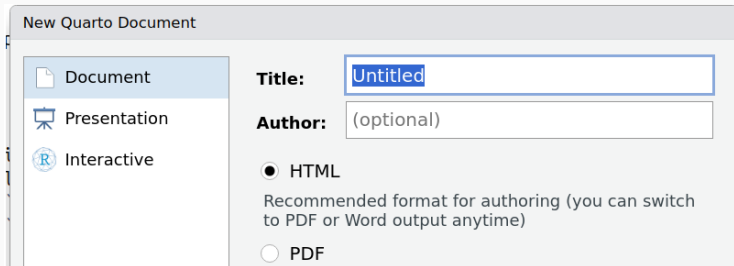 New Quarto Document
Document
Presentation
Interactive
Title:
Untitled
Author:
(optional)
HTML
Recommended format for authoring (you can switch
to PDF or Word output anytime)
PDF